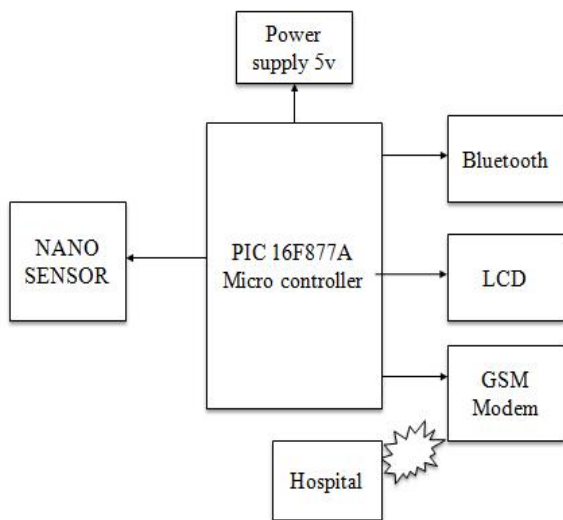 Power
supply 5v
Bluetooth
NANO
SENSOR
PIC 16F877A
Micro controller
LCD
GSM
Modem
Hospital